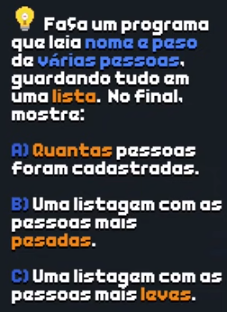 Faça um programa
que leia nome e peso
de várias pessoas,
guardando tudo em
uma lista. No final,
mostre:
A) Quantas pessoas
foram cadastradas.
B) Uma listagem com as
pessoas mais
pesadas.
C) Uma listagem com as
pessoas mais leves.